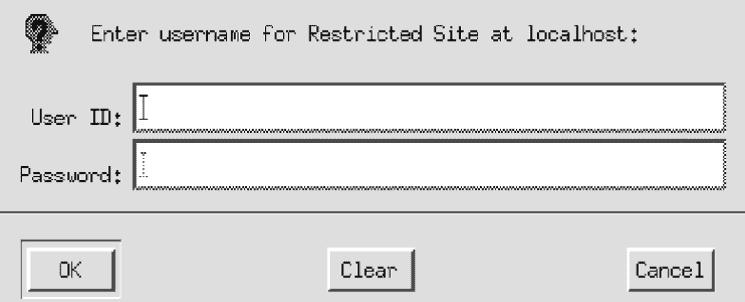 Enter username for Restricted Site at localhost:
User ID:
Password:
OK
Clear
Cancel